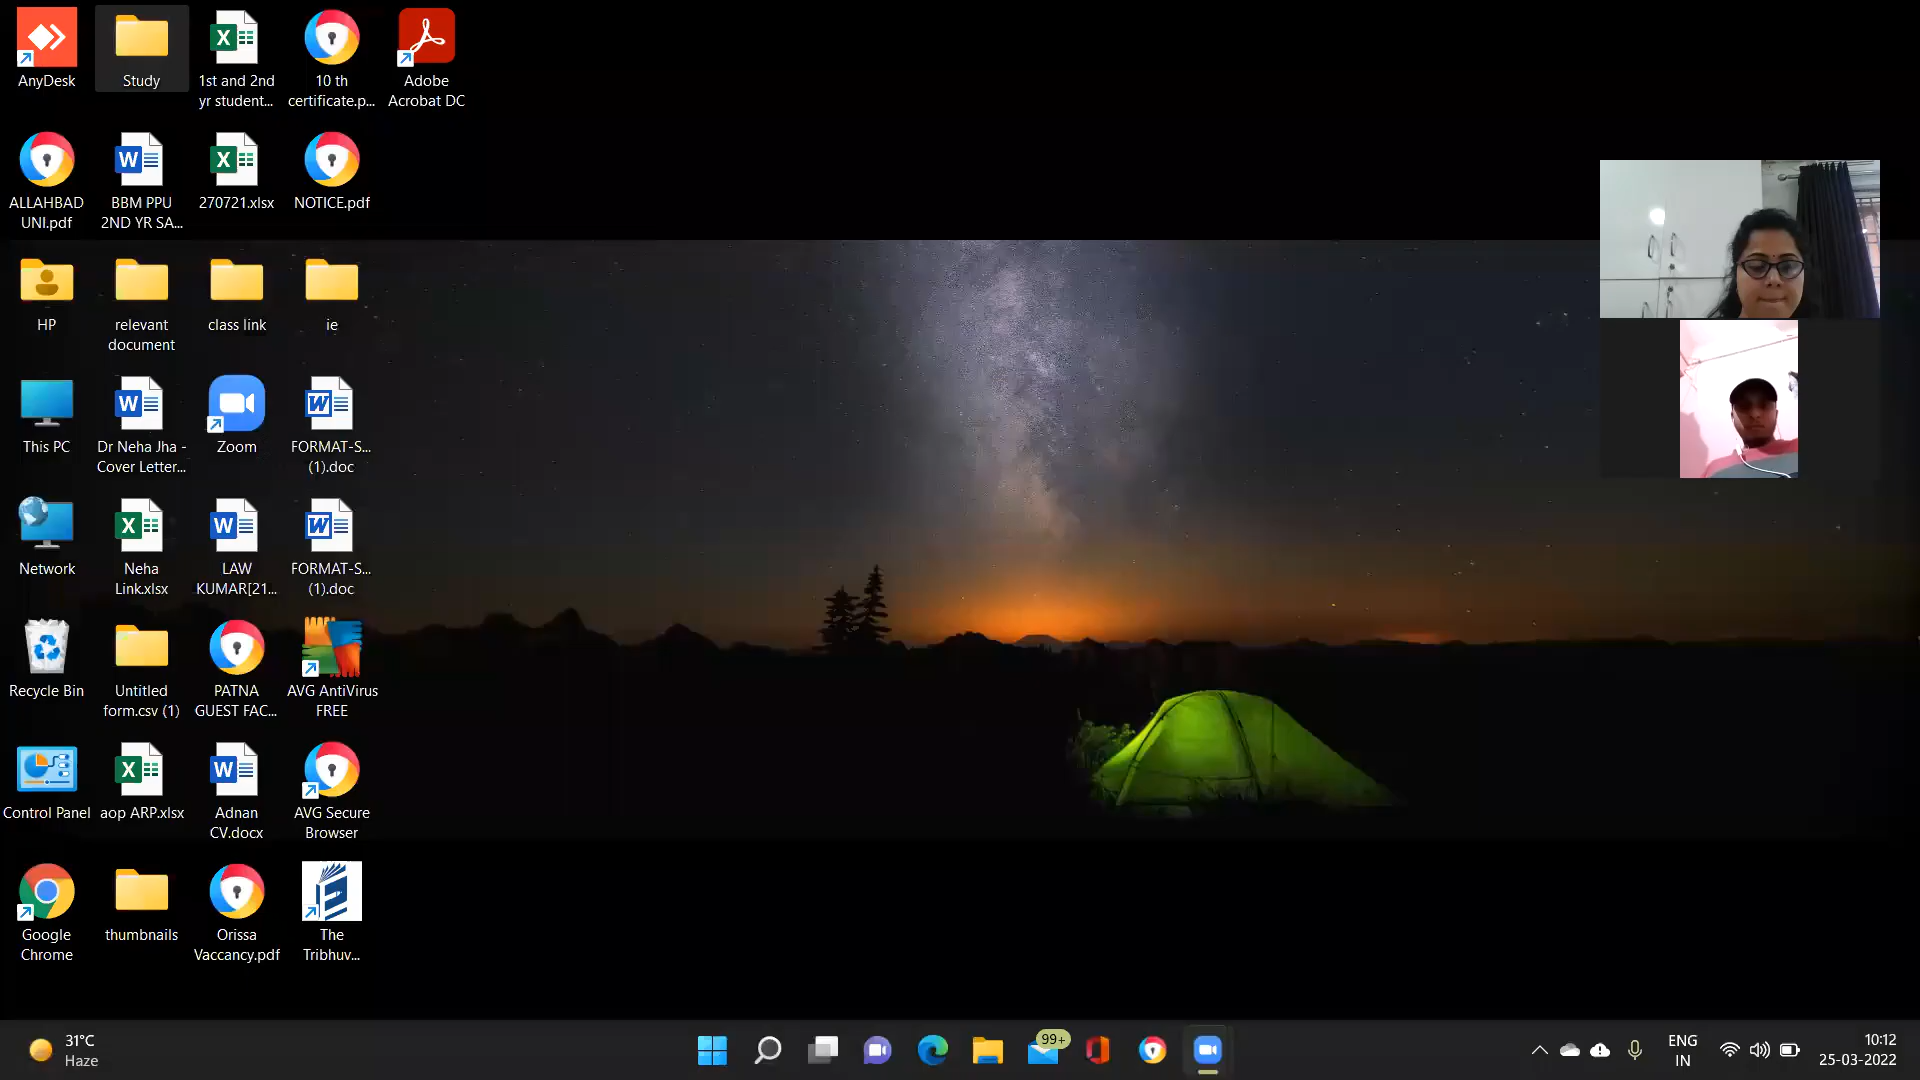 AnyDesk
Study
1st and 2nd
yr student...
10 th
certificate.p...
Adobe
Acrobat DC
ALLAHBAD
UNI.pdf
BBM PPU
2ND YR SA...
270721.xlsx
NOTICE.pdf
HP
relevant
document
class link
ie
This PC
Dr Neha Jha -
Cover Letter...
Zoom
FORMAT-S...
(1).doc
Network
Neha
Link.xlsx
LAW
KUMAR[21...
FORMAT-S...
(1).doc
Recycle Bin
Untitled
form.csv (1)
PATNA
GUEST FAC...
AVG AntiVirus
FREE
Control Panel
aop ARP.xlsx
Adnan
CV.docx
AVG Secure
Browser
Google
Chrome
thumbnails
Orissa
Vaccancy.pdf
The
Tribhuv...
31°C
Haze
99+
ENG
IN
10:12
25-03-2022